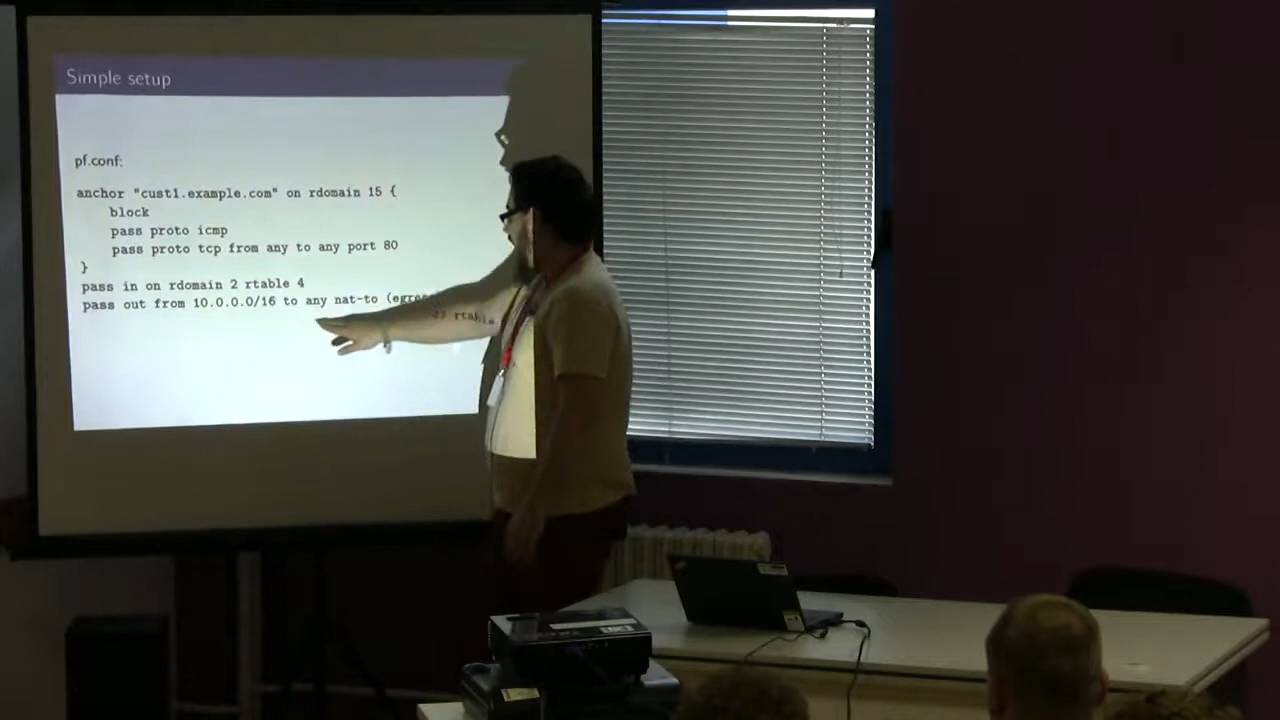 Simple setup
pf.conf:
anchor "cust1.example.com" on rdomain 15 {
block
pass proto icmp
pass proto tcp from any to any port 80
}
pass in on rdomain 2 rtable 4
pass out from 10.0.0.0/16 to any nat-to (egress
rtable